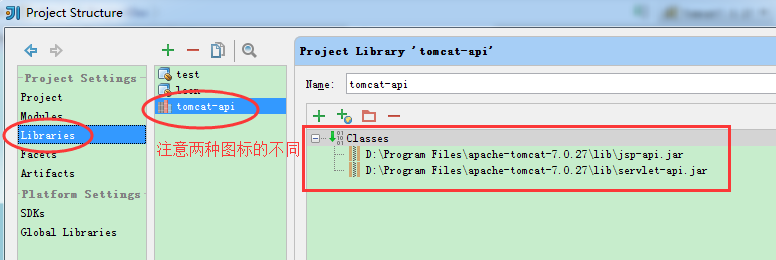 Project Structure
Project Settings
Project
Modules
Libraries
Facets
Artifacts
Platform Settings
SDKs
Global Libraries
test
tomcat-api
注意两种图标的不同
Project Library 'tomcat-api'
Name: tomcat-api
Classes
D:\Program Files\apache-tomcat-7.0.27\lib\jsp-api.jar
D:\Program Files\apache-tomcat-7.0.27\lib\servlet-api.jar